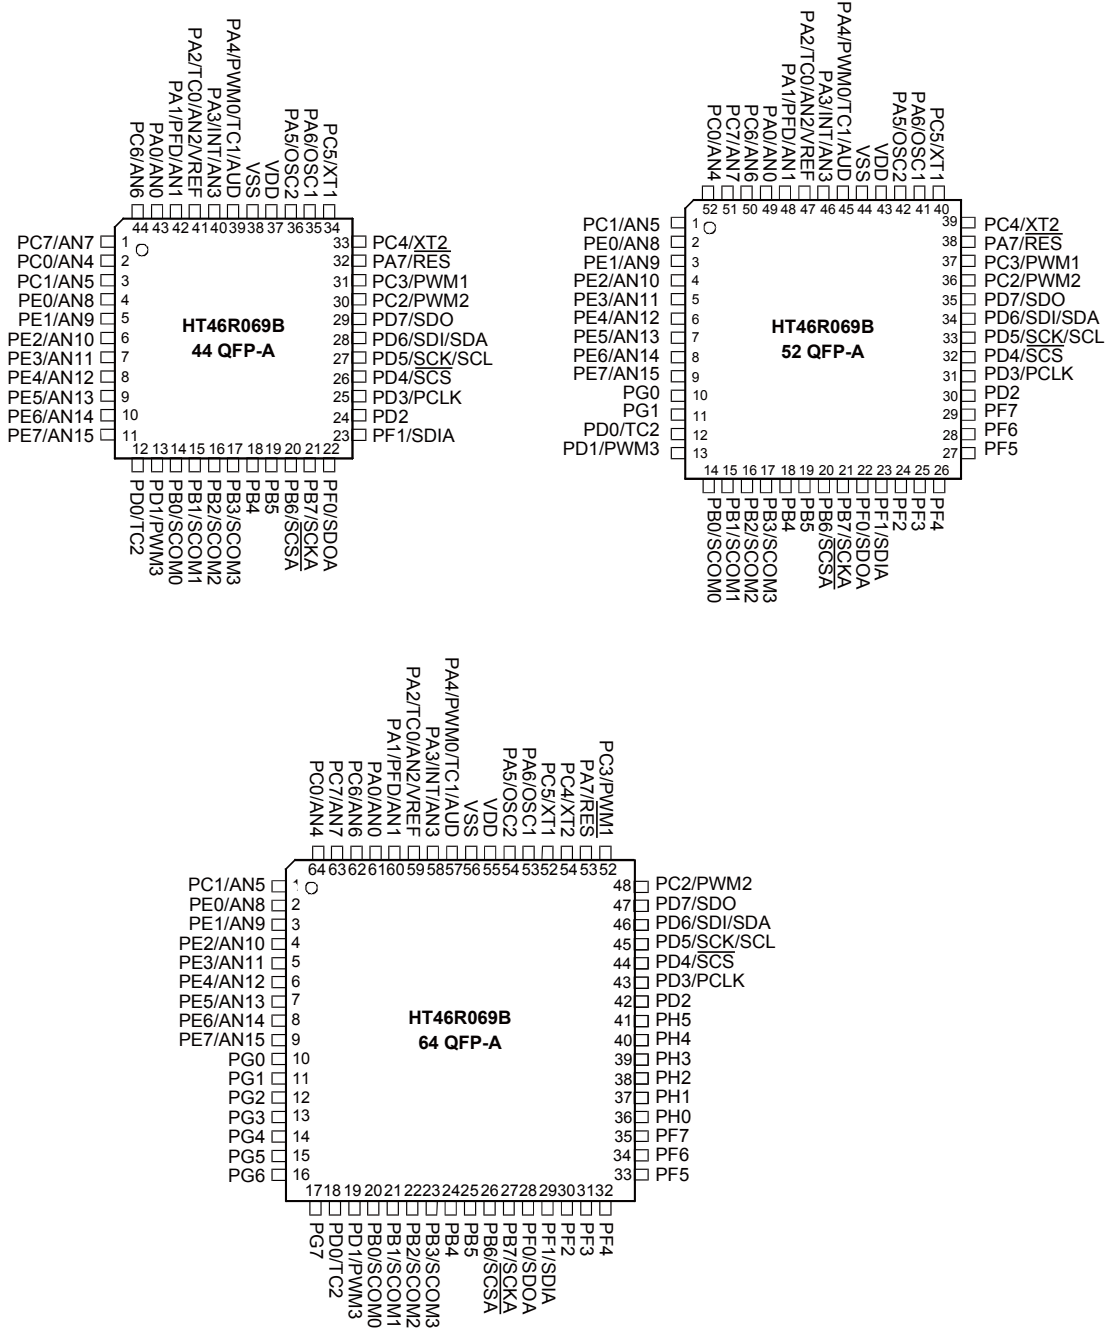 PC6/AN6
PA0/AN0
PA1/PFD/AN1
PA2/TC0/AN2/VREF
PA3/INT/AN3
PA4/PWM0/TC1/AUD
VSS
VDD
PA5/OSC2
PA6/OSC1
PC5/XT1
44 43 42 41 40 39 38 37 36 35 34
PC7/AN7 1
PC0/AN4 2
PC1/AN5 3
PE0/AN8 4
PE1/AN9 5
PE2/AN10 6
PE3/AN11 7
PE4/AN12 8
PE5/AN13 9
PE6/AN14 10
PE7/AN15 11
HT46R069B
44 QFP-A
33 PC4/XT2
32 PA7/RES
31 PC3/PWM1
30 PC2/PWM2
29 PD7/SDO
28 PD6/SDI/SDA
27 PD5/SCK/SCL
26 PD4/SCS
25 PD3/PCLK
24 PD2
23 PF1/SDIA
12 13 14 15 16 17 18 19 20 21 22
PD0/TC2
PD1/PWM3
PB0/SCOM0
PB1/SCOM1
PB2/SCOM2
PB3/SCOM3
PB4
PB5
PB6/SCSA
PB7/SCKA
PF0/SDOA
PC0/AN4
PC7/AN7
PC6/AN6
PA0/AN0
PA1/PFD/AN1
PA2/TC0/AN2/VREF
PA3/INT/AN3
PA4/PWM0/TC1/AUD
VSS
VDD
PA5/OSC2
PA6/OSC1
PC5/XT1
52 51 50 49 48 47 46 45 44 43 42 41 40
PC1/AN5 1
PE0/AN8 2
PE1/AN9 3
PE2/AN10 4
PE3/AN11 5
PE4/AN12 6
PE5/AN13 7
PE6/AN14 8
PE7/AN15 9
PG0 10
PG1 11
PD0/TC2 12
PD1/PWM3 13
HT46R069B
52 QFP-A
39 PC4/XT2
38 PA7/RES
37 PC3/PWM1
36 PC2/PWM2
35 PD7/SDO
34 PD6/SDI/SDA
33 PD5/SCK/SCL
32 PD4/SCS
31 PD3/PCLK
30 PD2
29 PF7
28 PF6
27 PF5
14 15 16 17 18 19 20 21 22 23 24 25 26
PB0/SCOM0
PB1/SCOM1
PB2/SCOM2
PB3/SCOM3
PB4
PB5
PB6/SCSA
PB7/SCKA
PF0/SDOA
PF1/SDIA
PF2
PF3
PF4
PC0/AN4
PC7/AN7
PC6/AN6
PA0/AN0
PA1/PFD/AN1
PA2/TC0/AN2/VREF
PA3/INT/AN3
PA4/PWM0/TC1/AUD
VSS
VDD
PA5/OSC2
PA6/OSC1
PC5/XT1
PC4/XT2
PA7/RES
PC3/PWM1
64 63 62 61 60 59 58 57 56 55 54 53 52 54 53 52
PC1/AN5 1
PE0/AN8 2
PE1/AN9 3
PE2/AN10 4
PE3/AN11 5
PE4/AN12 6
PE5/AN13 7
PE6/AN14 8
PE7/AN15 9
PG0 10
PG1 11
PG2 12
PG3 13
PG4 14
PG5 15
PG6 16
HT46R069B
64 QFP-A
48 PC2/PWM2
47 PD7/SDO
46 PD6/SDI/SDA
45 PD5/SCK/SCL
44 PD4/SCS
43 PD3/PCLK
42 PD2
41 PH5
40 PH4
39 PH3
38 PH2
37 PH1
36 PH0
35 PF7
34 PF6
33 PF5
17 18 19 20 21 22 23 24 25 26 27 28 29 30 31 32
PG7
PD0/TC2
PD1/PWM3
PB0/SCOM0
PB1/SCOM1
PB2/SCOM2
PB3/SCOM3
PB4
PB5
PB6/SCSA
PB7/SCKA
PF0/SDOA
PF1/SDIA
PF2
PF3
PF4